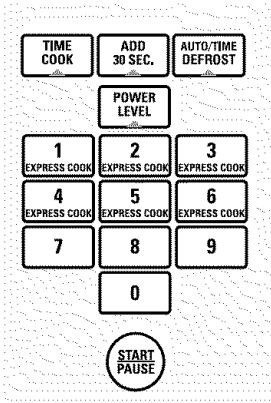 TIME ADD AUTO/TIME
COOK 30 SEC. DEFROST
POWER
LEVEL
1 2 3
EXPRESS COOK EXPRESS COOK EXPRESS COOK
4 5 6
EXPRESS COOK EXPRESS COOK EXPRESS COOK
7 8 9
0
START
PAUSE